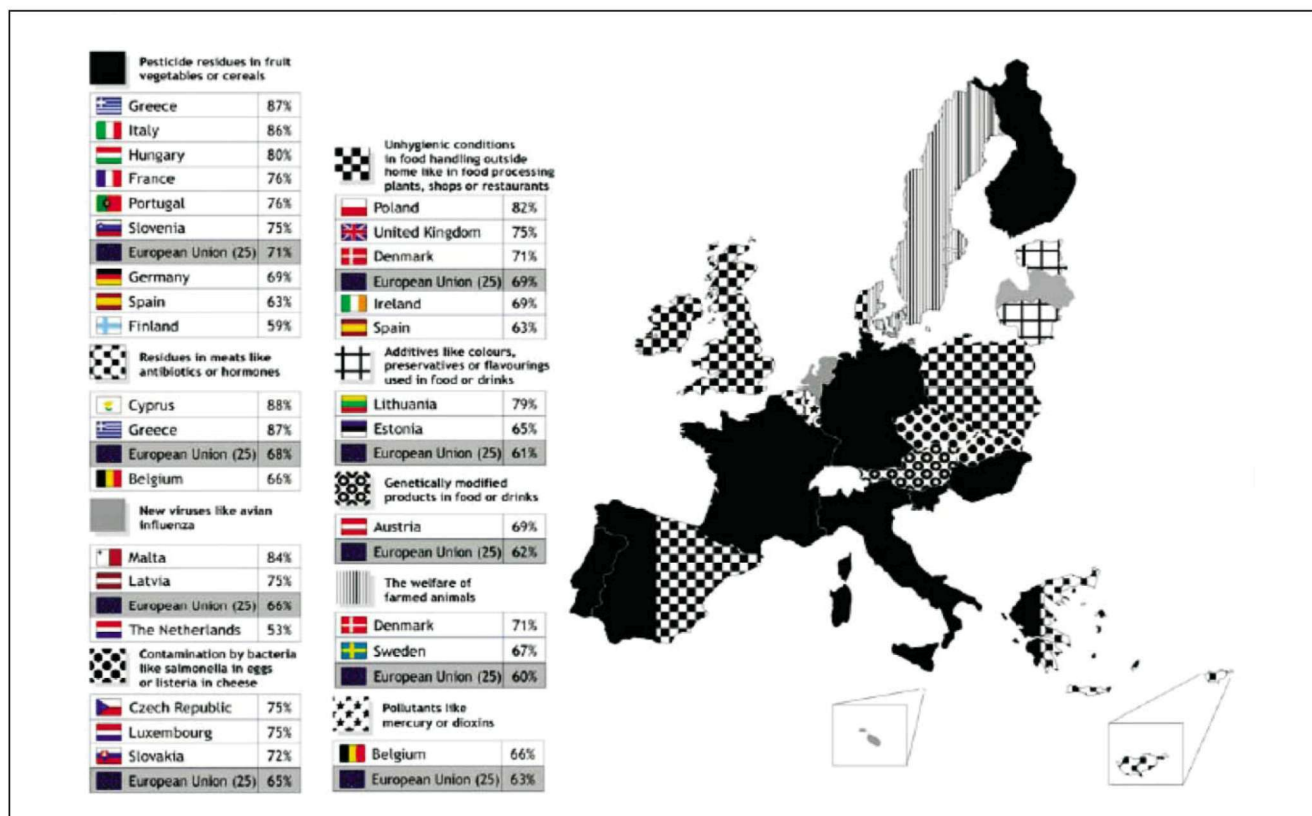 Pesticide residues in fruit
vegetables or cereals
Greece 87%
Italy 86%
Hungary 80%
France 76%
Portugal 76%
Slovenia 75%
European Union (25) 71%
Germany 69%
Spain 63%
Finland 59%
Residues in meats like
antibiotics or hormones
Cyprus 88%
Greece 87%
European Union (25) 68%
Belgium 66%
New viruses like avian
influenza
Malta 84%
Latvia 75%
European Union (25) 66%
The Netherlands 53%
Contamination by bacteria
like salmonella in eggs
or listeria in cheese
Czech Republic 75%
Luxembourg 75%
Slovakia 72%
European Union (25) 65%
Unhygienic conditions
in food handling outside
home like in food processing
plants, shops or restaurants
Poland 82%
United Kingdom 75%
Denmark 71%
European Union (25) 69%
Ireland 69%
Spain 63%
Additives like colours,
preservatives or flavourings
used in food or drinks
Lithuania 79%
Estonia 65%
European Union (25) 61%
Genetically modified
products in food or drinks
Austria 69%
European Union (25) 62%
The welfare of
farmed animals
Denmark 71%
Sweden 67%
European Union (25) 60%
Pollutants like
mercury or dioxins
Belgium 66%
European Union (25) 63%